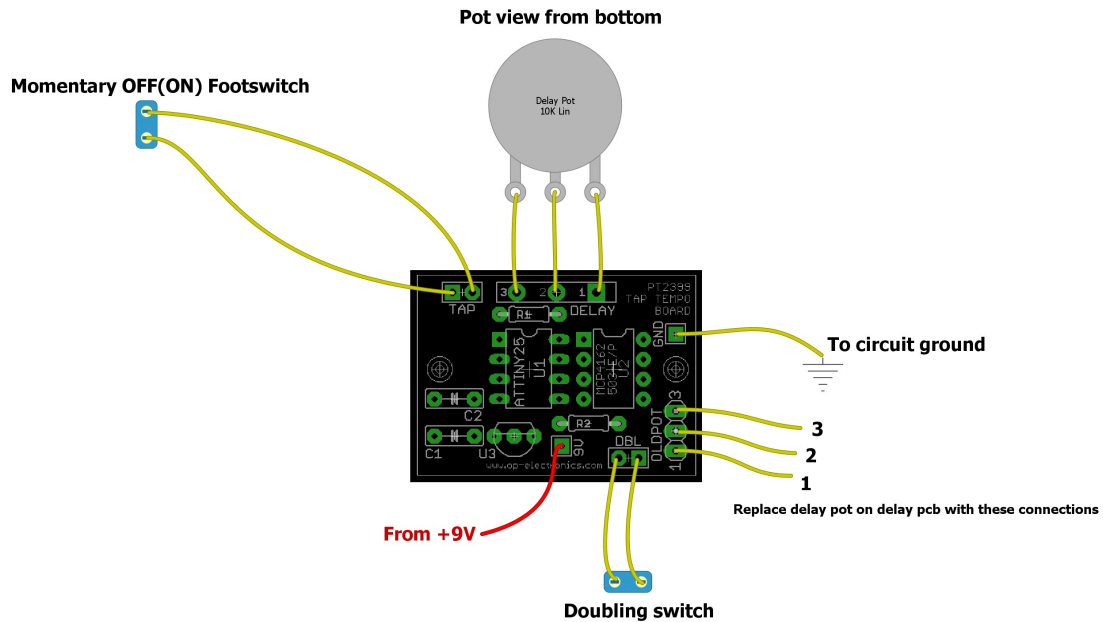 Pot view from bottom
Momentary OFF(ON) Footswitch
Delay Pot
10K Lin
3 2 1
TAP
DELAY
PT2399
TAP TEMPO
BOARD
R1
GND
To circuit ground
ATTINY25
U1
U2
C2
R2
DLDPOT
3
1
3
2
1
C1
U3
9V
DBL
www.op-electronics.com
Replace delay pot on delay pcb with these connections
From +9V
Doubling switch